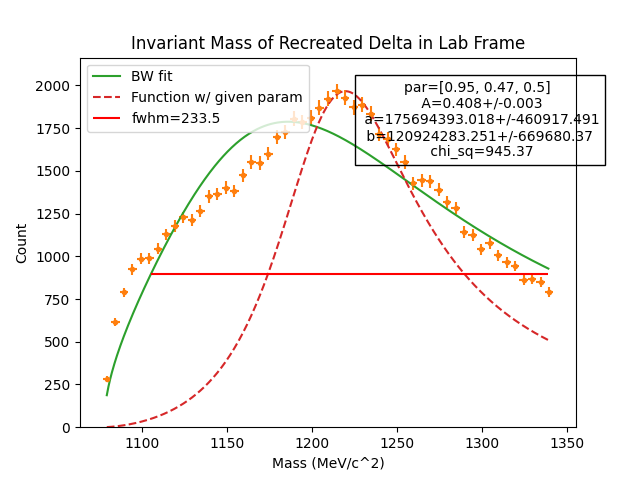 Invariant Mass of Recreated Delta in Lab Frame
BW fit
Function w/ given param
fwhm=233.5
par=[0.95, 0.47, 0.5]
A=0.408+/-0.003
a=175694393.018+/-460917.491
b=120924283.251+/-669680.37
chi_sq=945.37
Count
2000
1750
1500
1250
1000
750
500
250
0
1100
1150
1200
1250
1300
1350
Mass (MeV/c^2)